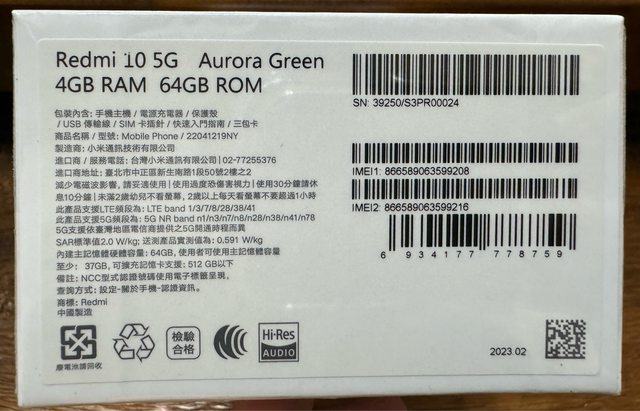 Redmi 10 5G Aurora Green
4GB RAM 64GB ROM
包裝內含: 手機主機 / 電源充電器 / 保護殼
/ USB 傳輸線 / SIM 卡插針 / 快速入門指南 / 三包卡
商品名稱 / 型號: Mobile Phone / 22041219NY
製造商: 小米通訊技術有限公司
進口商 / 服務電話: 台灣小米通訊有限公司 | 02-77255376
進口商地址: 臺北市中正區新生南路1段50號2樓之2
減少電磁波影響, 請妥適使用 | 使用過度恐傷害視力 | 使用30分鐘請休
息10分鐘 | 未滿2歲幼兒不看螢幕, 2歲以上每天看螢幕不要超過1小時
此產品支援LTE頻段為: LTE band 1/3/7/8/28/38/41
此產品支援5G頻段為: 5G NR band n1/n3/n7/n8/n28/n38/n41/n78
5G支援依臺灣地區電信商提供之5G開通時程而異
SAR標準值2.0 W/kg; 送測產品實測值為: 0.591 W/kg
內建主記憶體硬體容量: 64GB, 使用者可使用主記憶體容量
至少: 37GB, 可擴充記憶卡支援: 512 GB以下
備註: NCC型式認證號碼使用電子標籤呈現,
查詢方式: 設定-關於手機-認證資訊。
商標: Redmi
中國製造
SN: 39250/S3PR00024
IMEI1: 866589063599208
IMEI2: 866589063599216
6 934177 778759
廢電池請回收
檢驗
合格
NCC
Hi-Res
AUDIO
2023.02